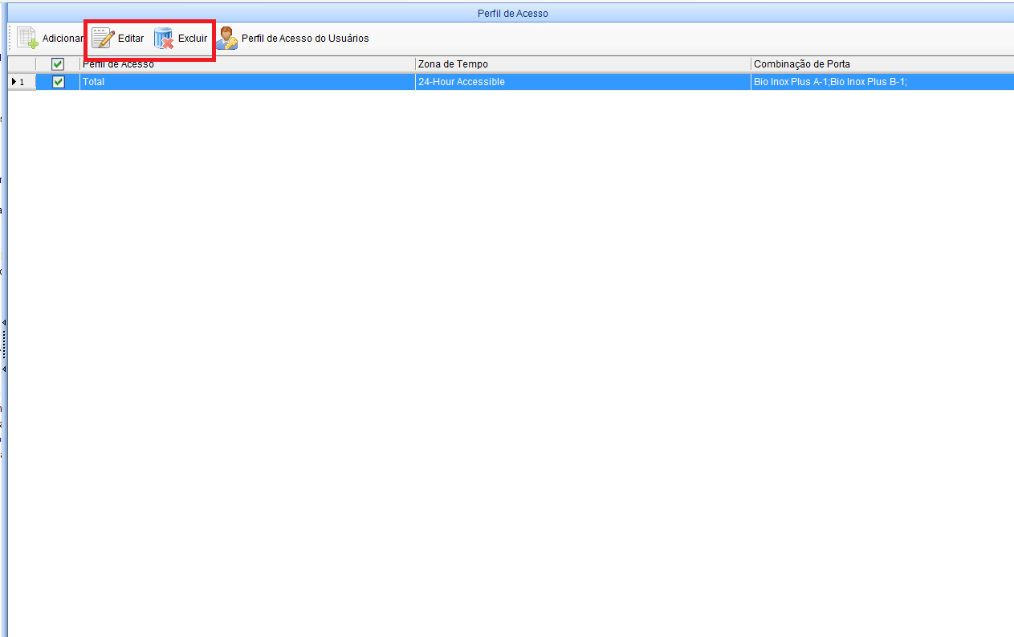 Perfil de Acesso
Adicionar Editar Excluir Perfil de Acesso do Usuários
Perfil de Acesso Zona de Tempo Combinação de Porta
1 Total 24-Hour Accessible Bio Inox Plus A-1;Bio Inox Plus B-1;